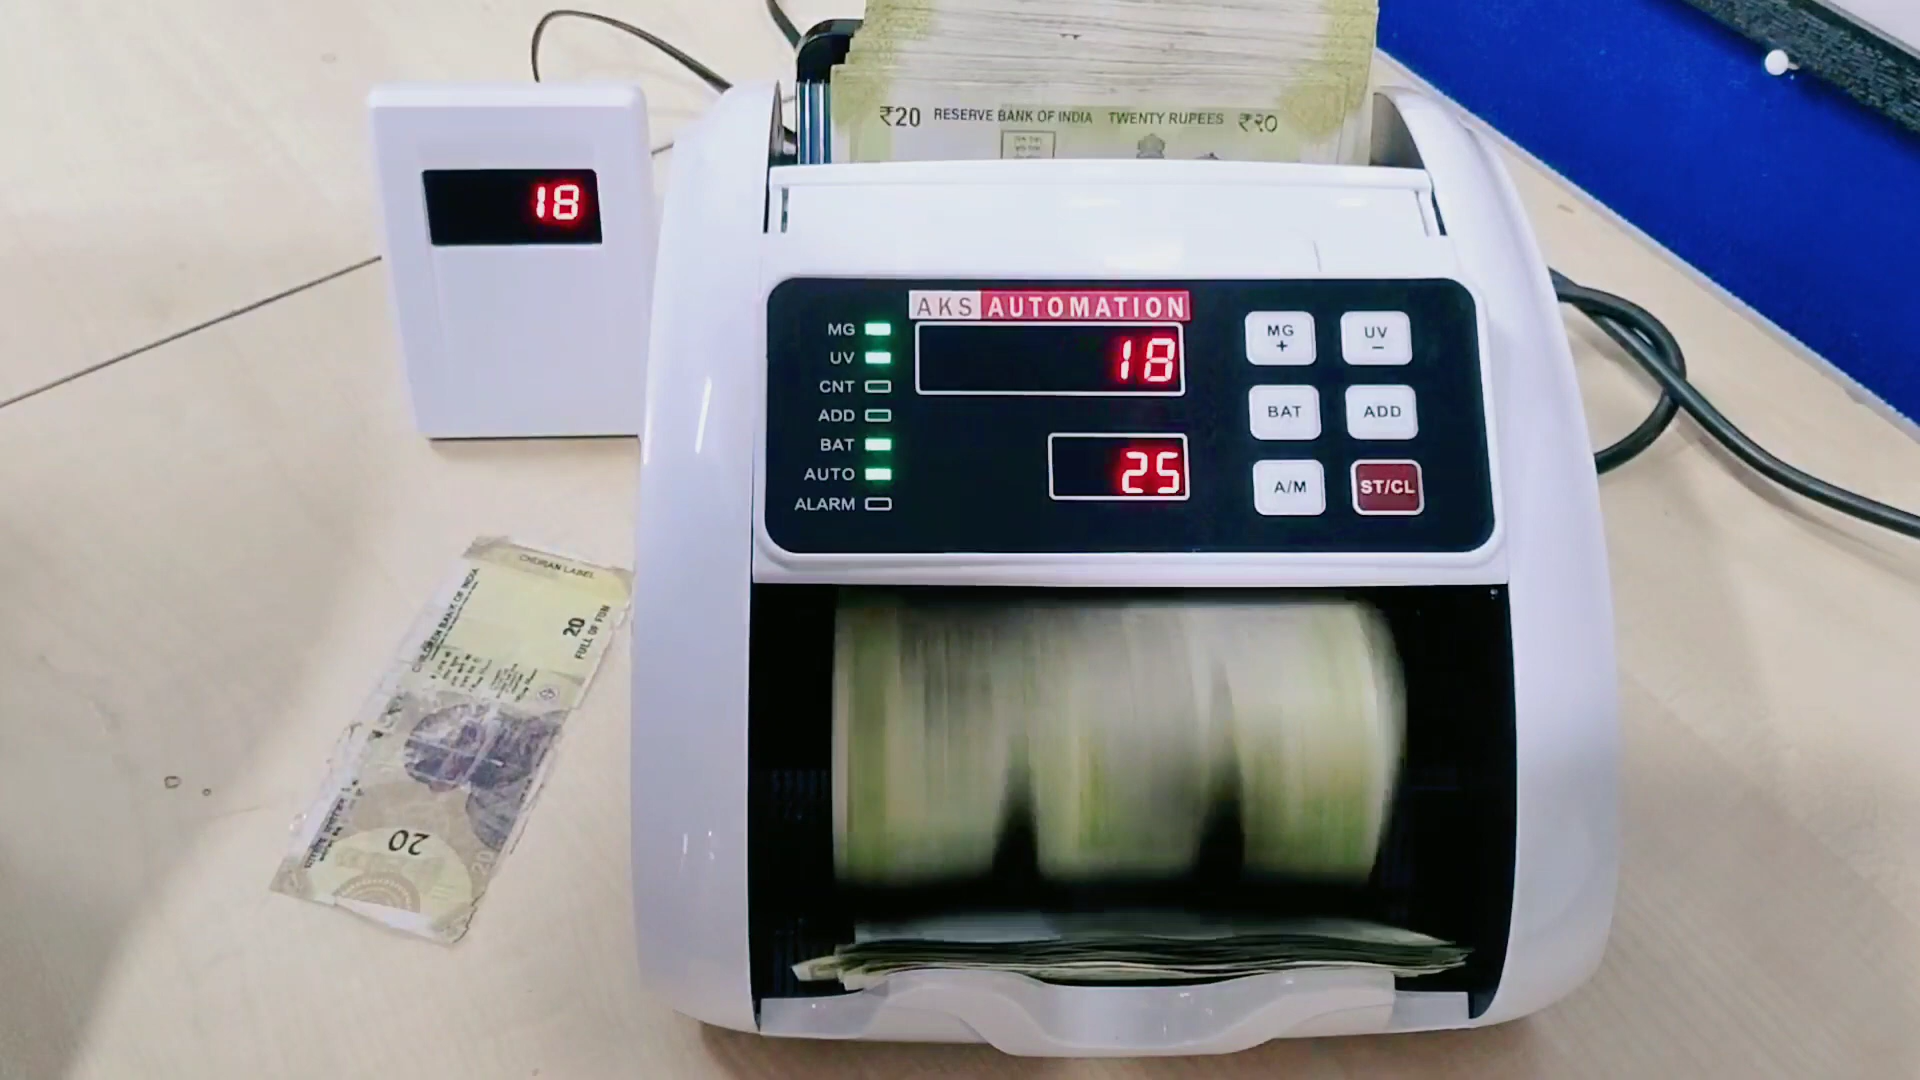 ₹20 RESERVE BANK OF INDIA TWENTY RUPEES ₹२०
18
AKS AUTOMATION
18
25
MG
UV
CNT
ADD
BAT
AUTO
ALARM
MG +
UV −
BAT
ADD
A/M
ST/CL
CHURAN LABEL
CHILDREN BANK OF INDIA
20
FULL OF FUN
20